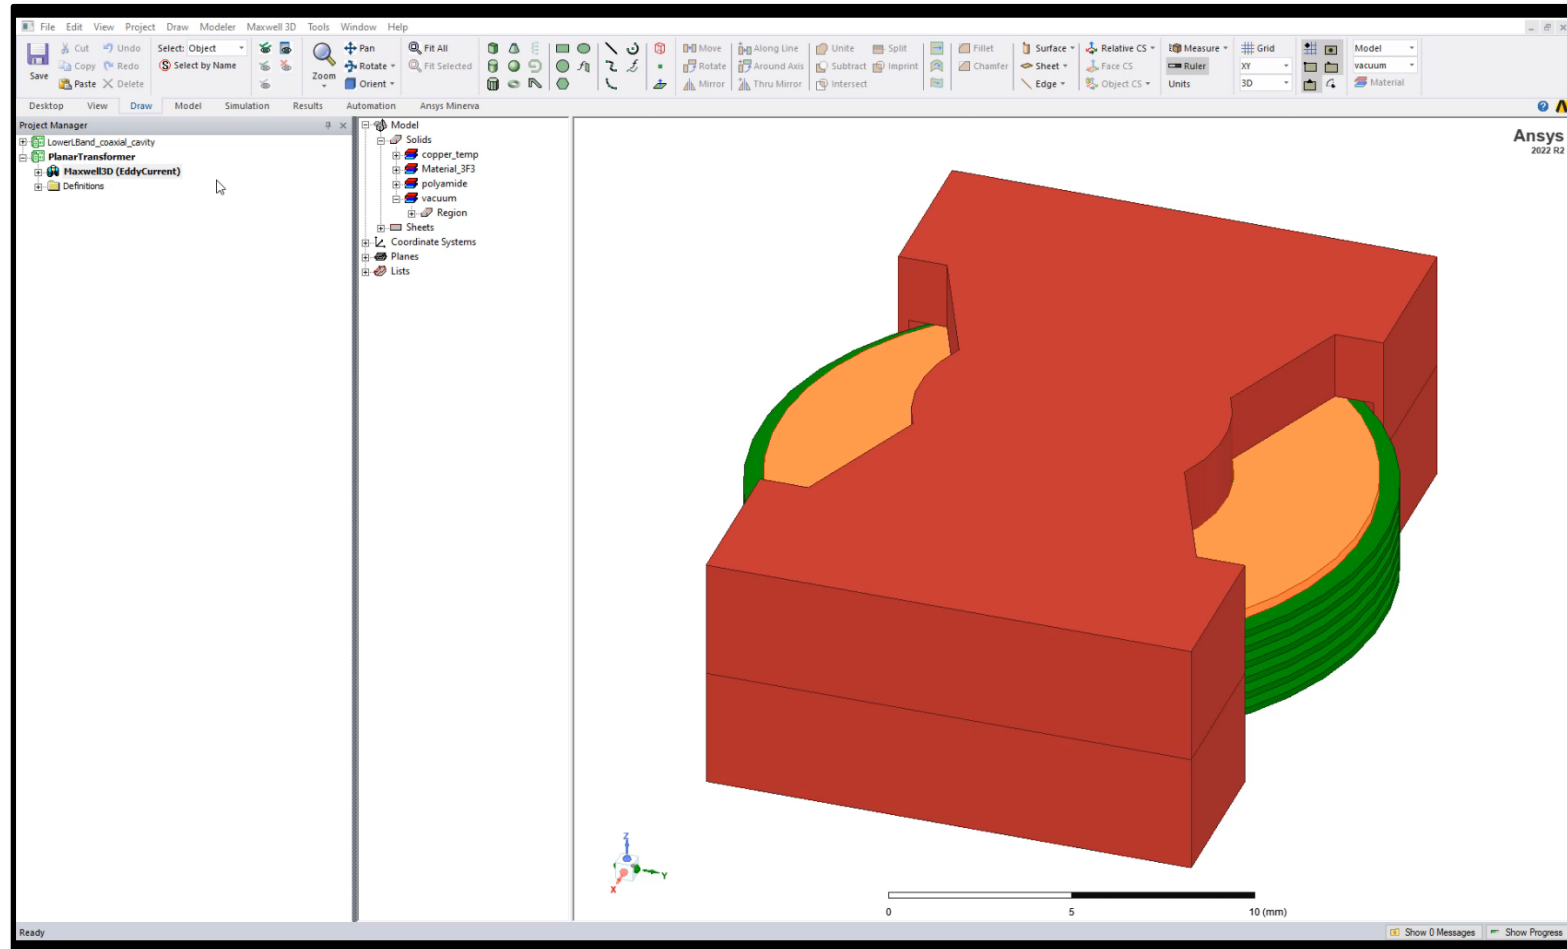 File Edit View Project Draw Modeler Maxwell 3D Tools Window Help
Save
Cut Undo Select: Object
Copy Redo Select by Name
Paste Delete
Zoom
Pan
Rotate
Orient
Fit All
Fit Selected
Move Along Line Unite Split
Rotate Around Axis Subtract Imprint
Mirror Thru Mirror Intersect
Fillet
Chamfer
Surface Relative CS Measure Grid
Sheet Face CS Ruler XY
Edge Object CS Units 3D
Model
vacuum
Material
Desktop View Draw Model Simulation Results Automation Ansys Minerva
Project Manager
LowerLBand_coaxial_cavity
PlanarTransformer
Maxwell3D (EddyCurrent)
Definitions
Model
Solids
copper_temp
Material_3F3
polyamide
vacuum
Region
Sheets
Coordinate Systems
Planes
Lists
Ansys
2022 R2
Z
Y
X
0 5 10 (mm)
Ready
Show 0 Messages Show Progress